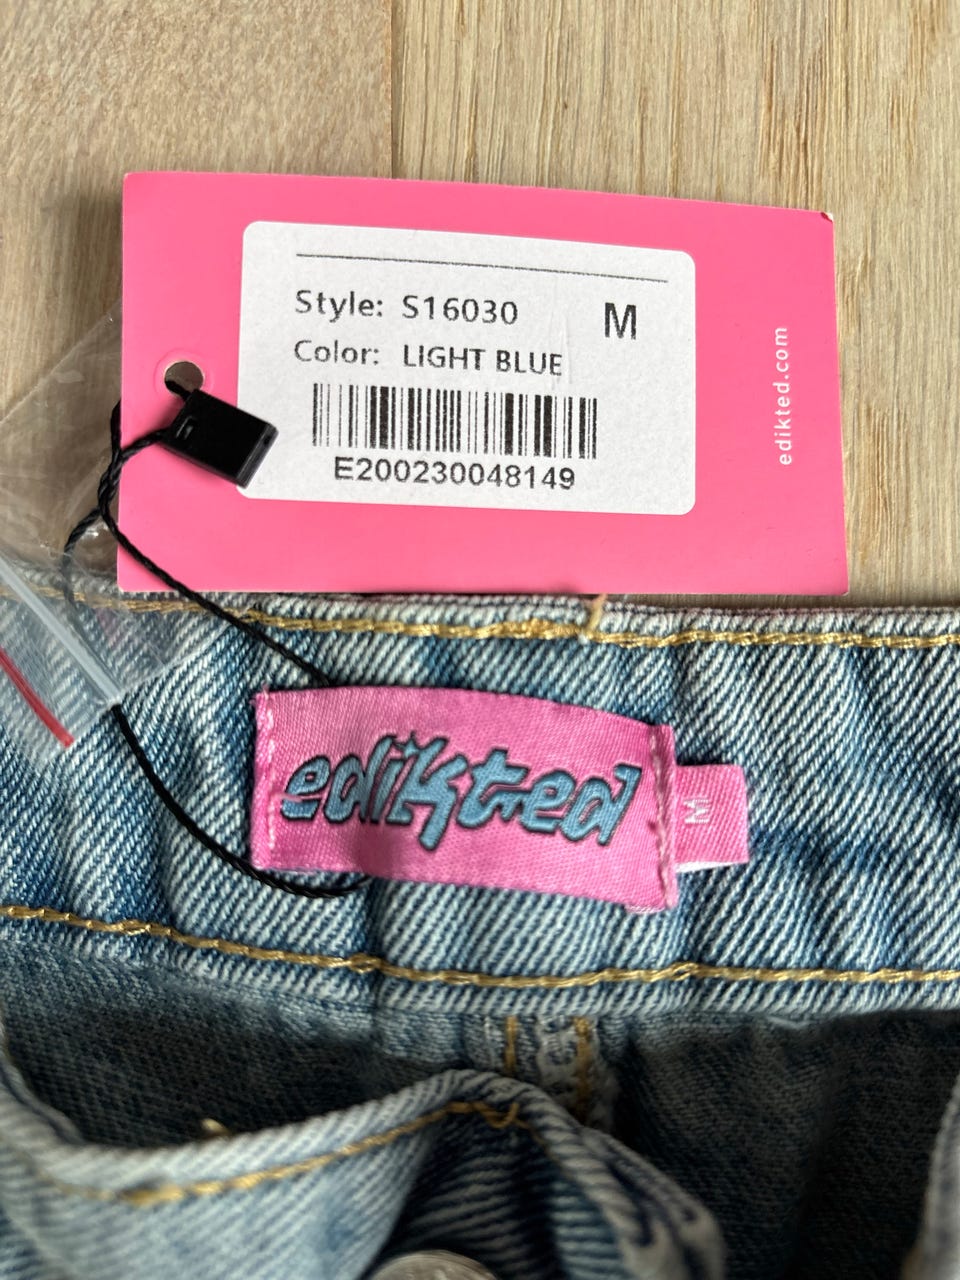 Style: S16030 M
Color: LIGHT BLUE
E200230048149
edikted.com
edikted
M